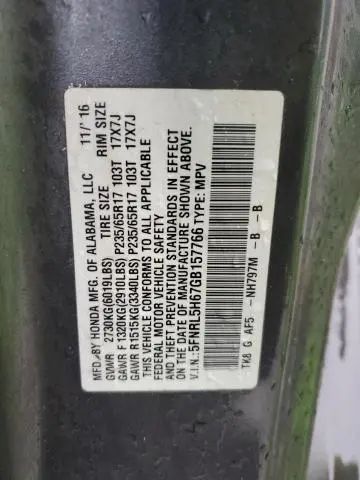 MFD.BY HONDA MFG. OF ALABAMA, LLC 11/ '16
GVWR 2730KG(6019LBS) TIRE SIZE RIM SIZE
GAWR F 1320KG(2910LBS) P235/65R17 103T 17X7J
GAWR R1515KG(3340LBS) P235/65R17 103T 17X7J
THIS VEHICLE CONFORMS TO ALL APPLICABLE
FEDERAL MOTOR VEHICLE SAFETY
AND THEFT PREVENTION STANDARDS IN EFFECT
ON THE DATE OF MANUFACTURE SHOWN ABOVE.
V.I.N.: 5FNRL5H67GB157766 TYPE: MPV
TK8 G AF5 - NH797M - B - B